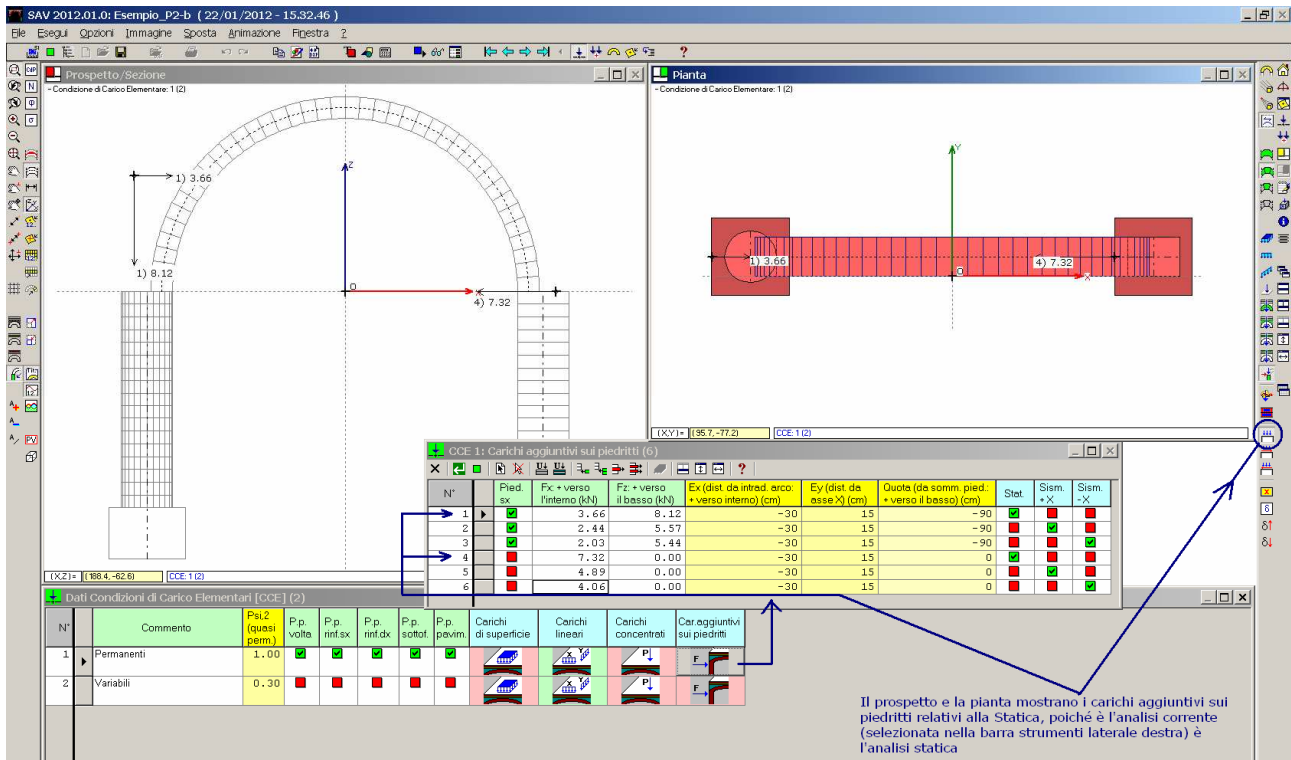 SAV 2012.01.0: Esempio_P2-b ( 22/01/2012 - 15.32.46 )
File Esegui Opzioni Immagine Sposta Animazione Finestra ?
Prospetto/Sezione
- Condizione di Carico Elementare: 1 (2)
1) 3.66
Z
1) 8.12
O
X
4) 7.32
(X,Z)= (188.4,-62.6) CCE: 1 (2)
Pianta
- Condizione di Carico Elementare: 1 (2)
Y
1) 3.66
4) 7.32
O
X
(X,Y)= (95.7,-77.2) CCE: 1 (2)
CCE 1: Carichi aggiuntivi sui piedritti (6)
N° Pied. sx Fx: + verso l'interno (kN) Fz: + verso il basso (kN) Ex (dist. da intrad. arco: + verso interno) (cm) Ey (dist. da asse X) (cm) Quota (da somm. pied.: + verso il basso) (cm) Stat. Sism. +X Sism. -X
1 3.66 8.12 -30 15 -90
2 2.44 5.57 -30 15 -90
3 2.03 5.44 -30 15 -90
4 7.32 0.00 -30 15 0
5 4.89 0.00 -30 15 0
6 4.06 0.00 -30 15 0
Dati Condizioni di Carico Elementari [CCE] (2)
N° Commento Psi,2 (quasi perm.) P.p. volta P.p. rinf.sx P.p. rinf.dx P.p. sottof. P.p. pavim. Carichi di superficie Carichi lineari Carichi concentrati Car.aggiuntivi sui piedritti
1 Permanenti 1.00
2 Variabili 0.30
Il prospetto e la pianta mostrano i carichi aggiuntivi sui
piedritti relativi alla Statica, poiché è l'analisi corrente
(selezionata nella barra strumenti laterale destra) è
l'analisi statica